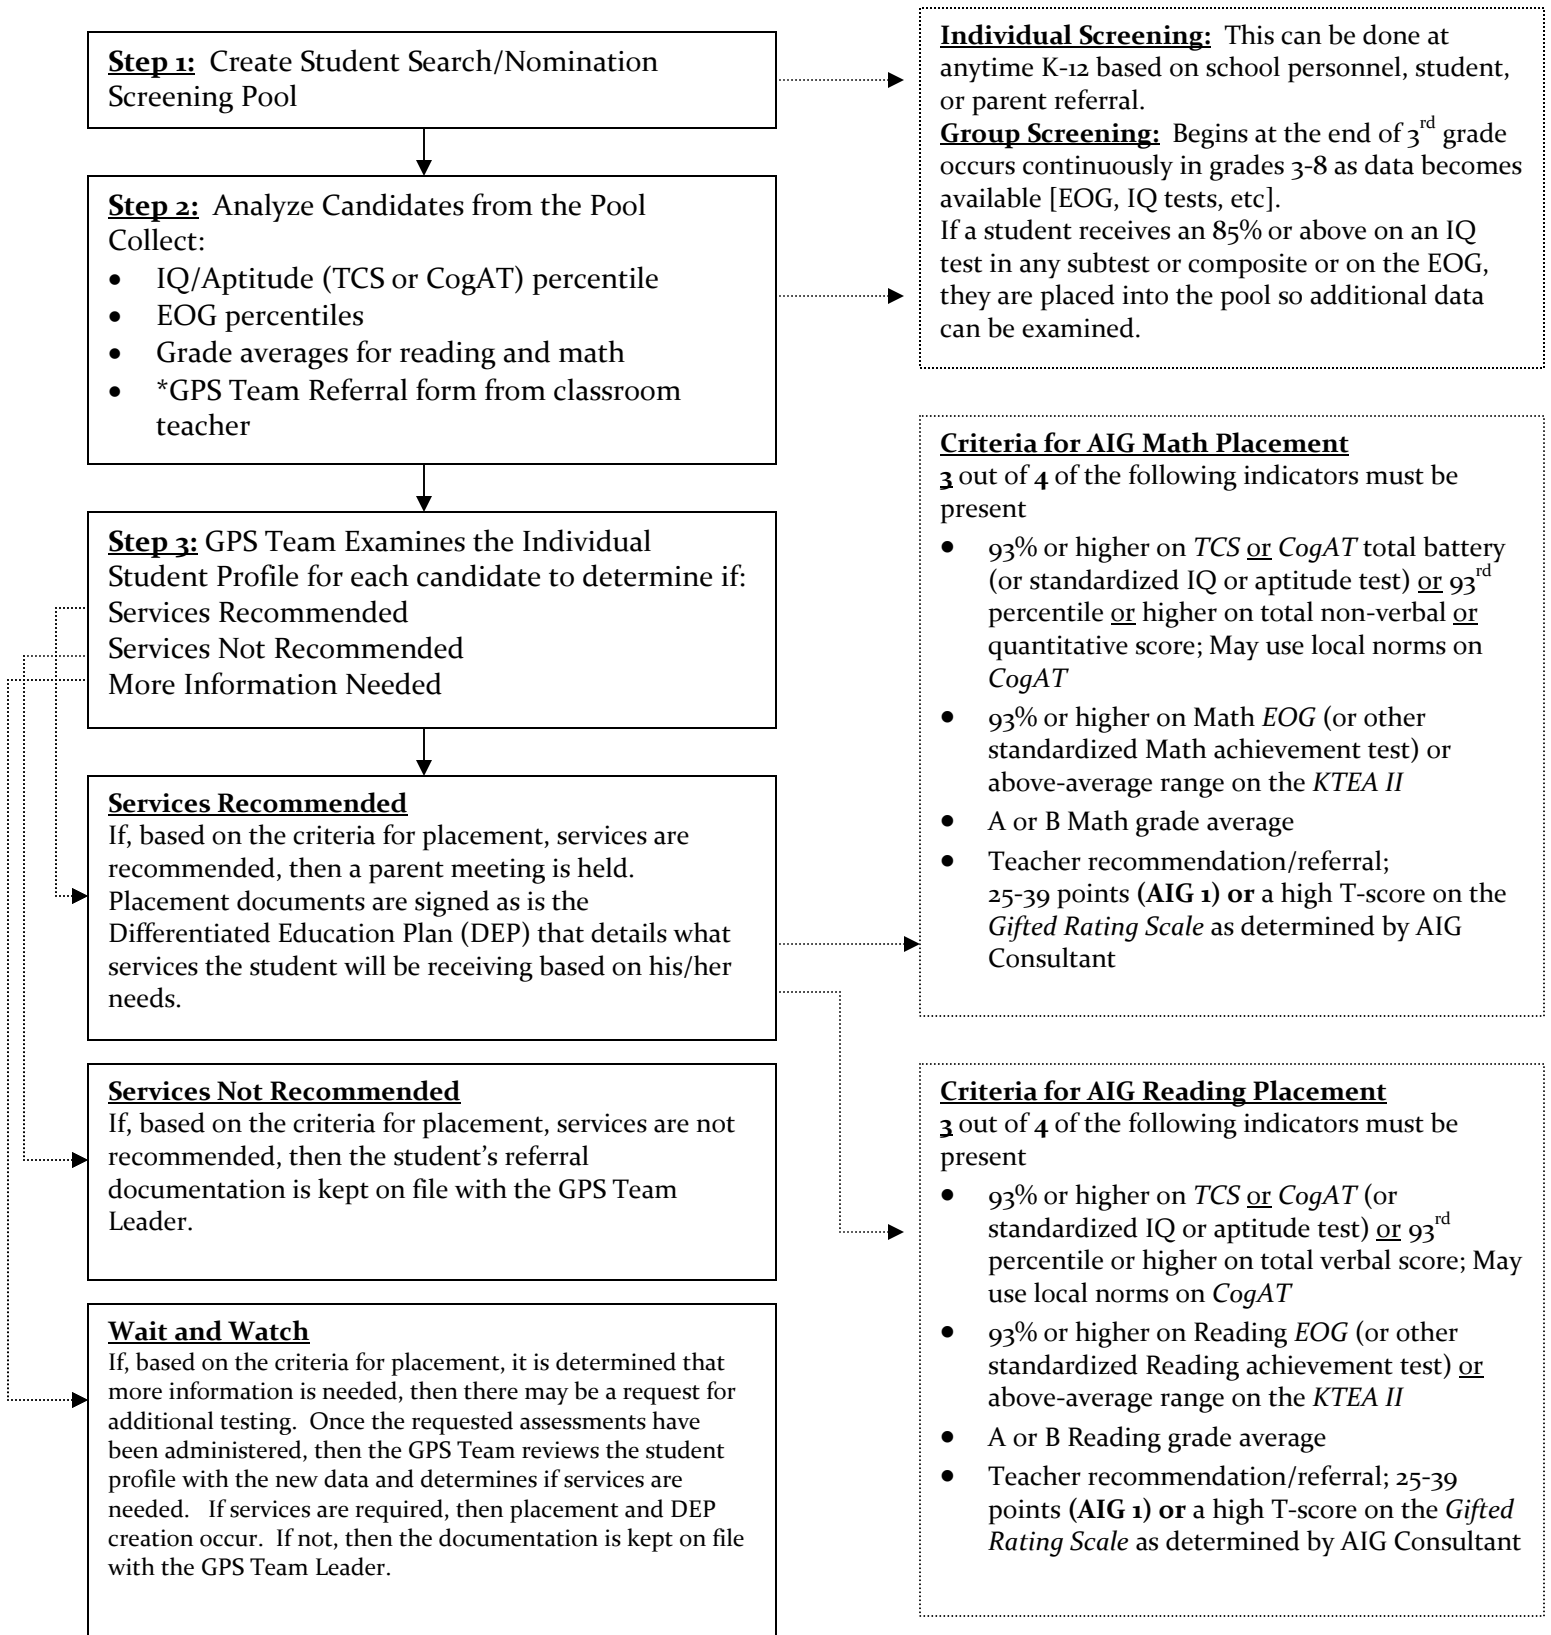 Step 1: Create Student Search/Nomination
Screening Pool
Step 2: Analyze Candidates from the Pool
Collect:
• IQ/Aptitude (TCS or CogAT) percentile
• EOG percentiles
• Grade averages for reading and math
• *GPS Team Referral form from classroom
teacher
Step 3: GPS Team Examines the Individual
Student Profile for each candidate to determine if:
Services Recommended
Services Not Recommended
More Information Needed
Services Recommended
If, based on the criteria for placement, services are
recommended, then a parent meeting is held.
Placement documents are signed as is the
Differentiated Education Plan (DEP) that details what
services the student will be receiving based on his/her
needs.
Services Not Recommended
If, based on the criteria for placement, services are not
recommended, then the student’s referral
documentation is kept on file with the GPS Team
Leader.
Wait and Watch
If, based on the criteria for placement, it is determined that
more information is needed, then there may be a request for
additional testing. Once the requested assessments have
been administered, then the GPS Team reviews the student
profile with the new data and determines if services are
needed. If services are required, then placement and DEP
creation occur. If not, then the documentation is kept on file
with the GPS Team Leader.
Individual Screening: This can be done at
anytime K-12 based on school personnel, student,
or parent referral.
Group Screening: Begins at the end of 3rd grade
occurs continuously in grades 3-8 as data becomes
available [EOG, IQ tests, etc].
If a student receives an 85% or above on an IQ
test in any subtest or composite or on the EOG,
they are placed into the pool so additional data
can be examined.
Criteria for AIG Math Placement
3 out of 4 of the following indicators must be
present
• 93% or higher on TCS or CogAT total battery
(or standardized IQ or aptitude test) or 93rd
percentile or higher on total non-verbal or
quantitative score; May use local norms on
CogAT
• 93% or higher on Math EOG (or other
standardized Math achievement test) or
above-average range on the KTEA II
• A or B Math grade average
• Teacher recommendation/referral;
25-39 points (AIG 1) or a high T-score on the
Gifted Rating Scale as determined by AIG
Consultant
Criteria for AIG Reading Placement
3 out of 4 of the following indicators must be
present
• 93% or higher on TCS or CogAT (or
standardized IQ or aptitude test) or 93rd
percentile or higher on total verbal score; May
use local norms on CogAT
• 93% or higher on Reading EOG (or other
standardized Reading achievement test) or
above-average range on the KTEA II
• A or B Reading grade average
• Teacher recommendation/referral; 25-39
points (AIG 1) or a high T-score on the Gifted
Rating Scale as determined by AIG Consultant